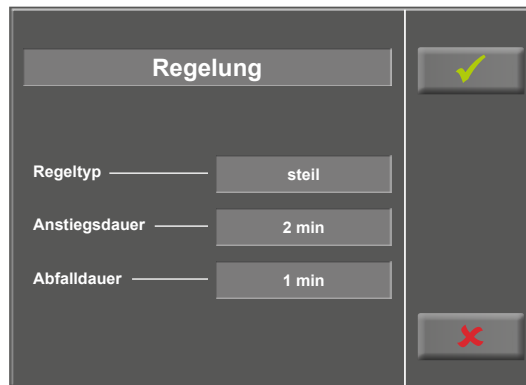 Regelung
Regeltyp steil
Anstiegsdauer 2 min
Abfalldauer 1 min